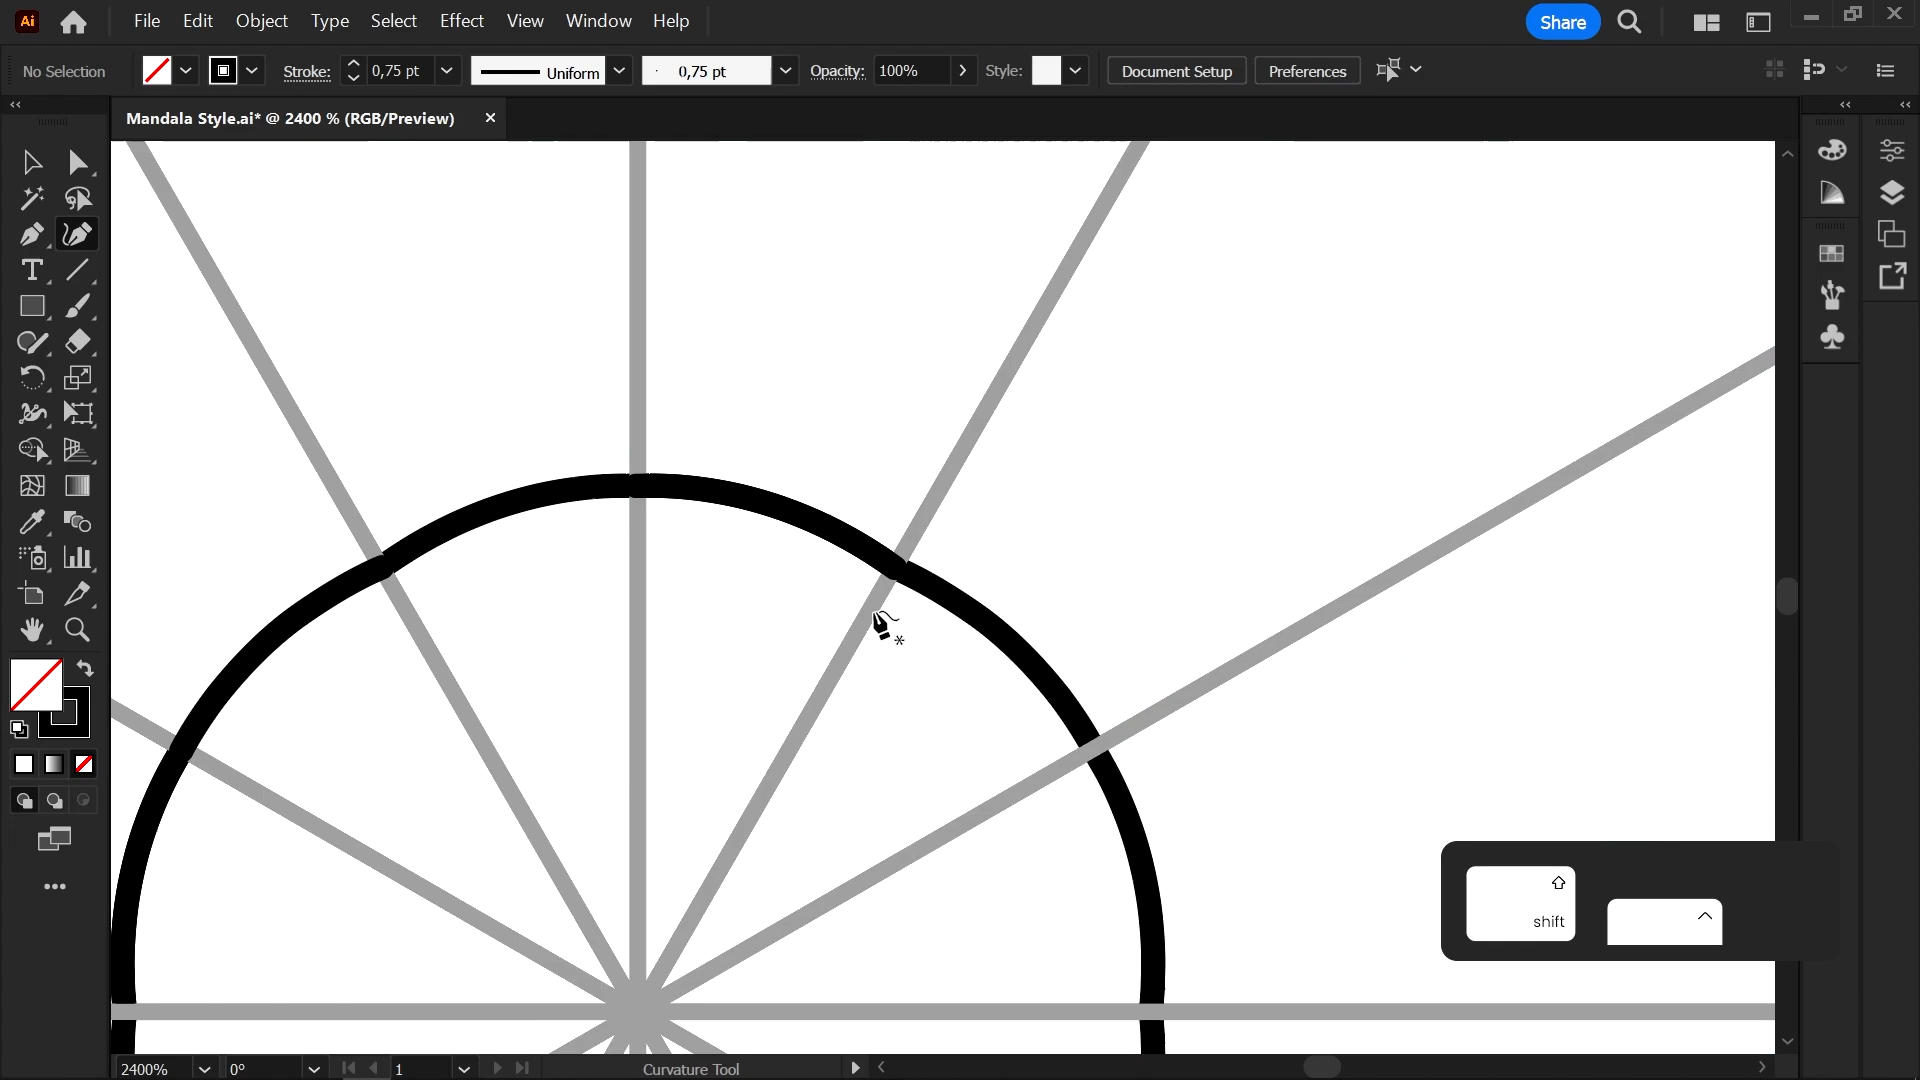 Ai File Edit Object Type Select Effect View Window Help Share
No Selection Stroke: 0,75 pt Uniform 0,75 pt Opacity: 100% Style: Document Setup Preferences
Mandala Style.ai* @ 2400 % (RGB/Preview)
shift
2400% 0° 1 Curvature Tool